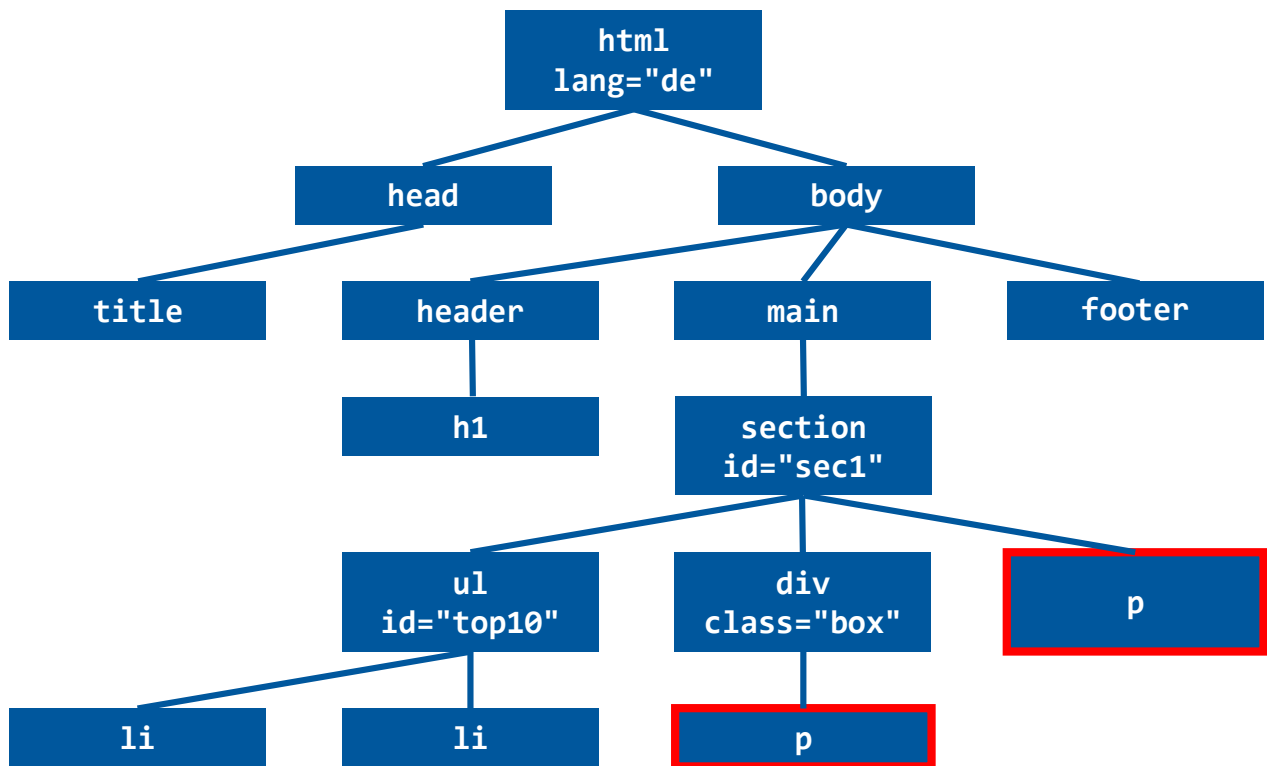 html
lang="de"
head
body
title
header
main
footer
h1
section
id="sec1"
ul
id="top10"
div
class="box"
p
li
li
p